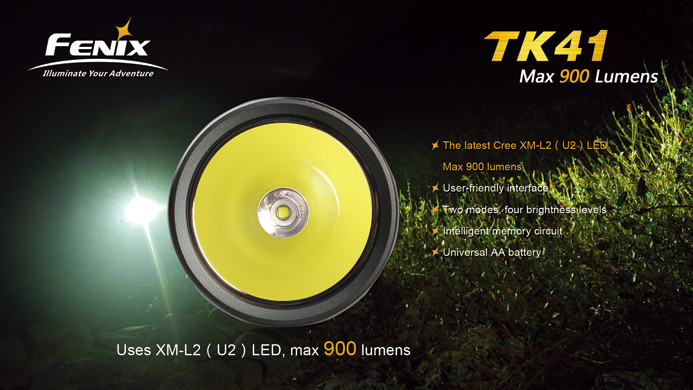 FENIX
Illuminate Your Adventure
TK41
Max 900 Lumens
The latest Cree XM-L2 ( U2 ) LED,
Max 900 lumens
User-friendly interface
Two modes, four brightness levels
Intelligent memory circuit
Universal AA battery
Uses XM-L2 ( U2 ) LED, max 900 lumens